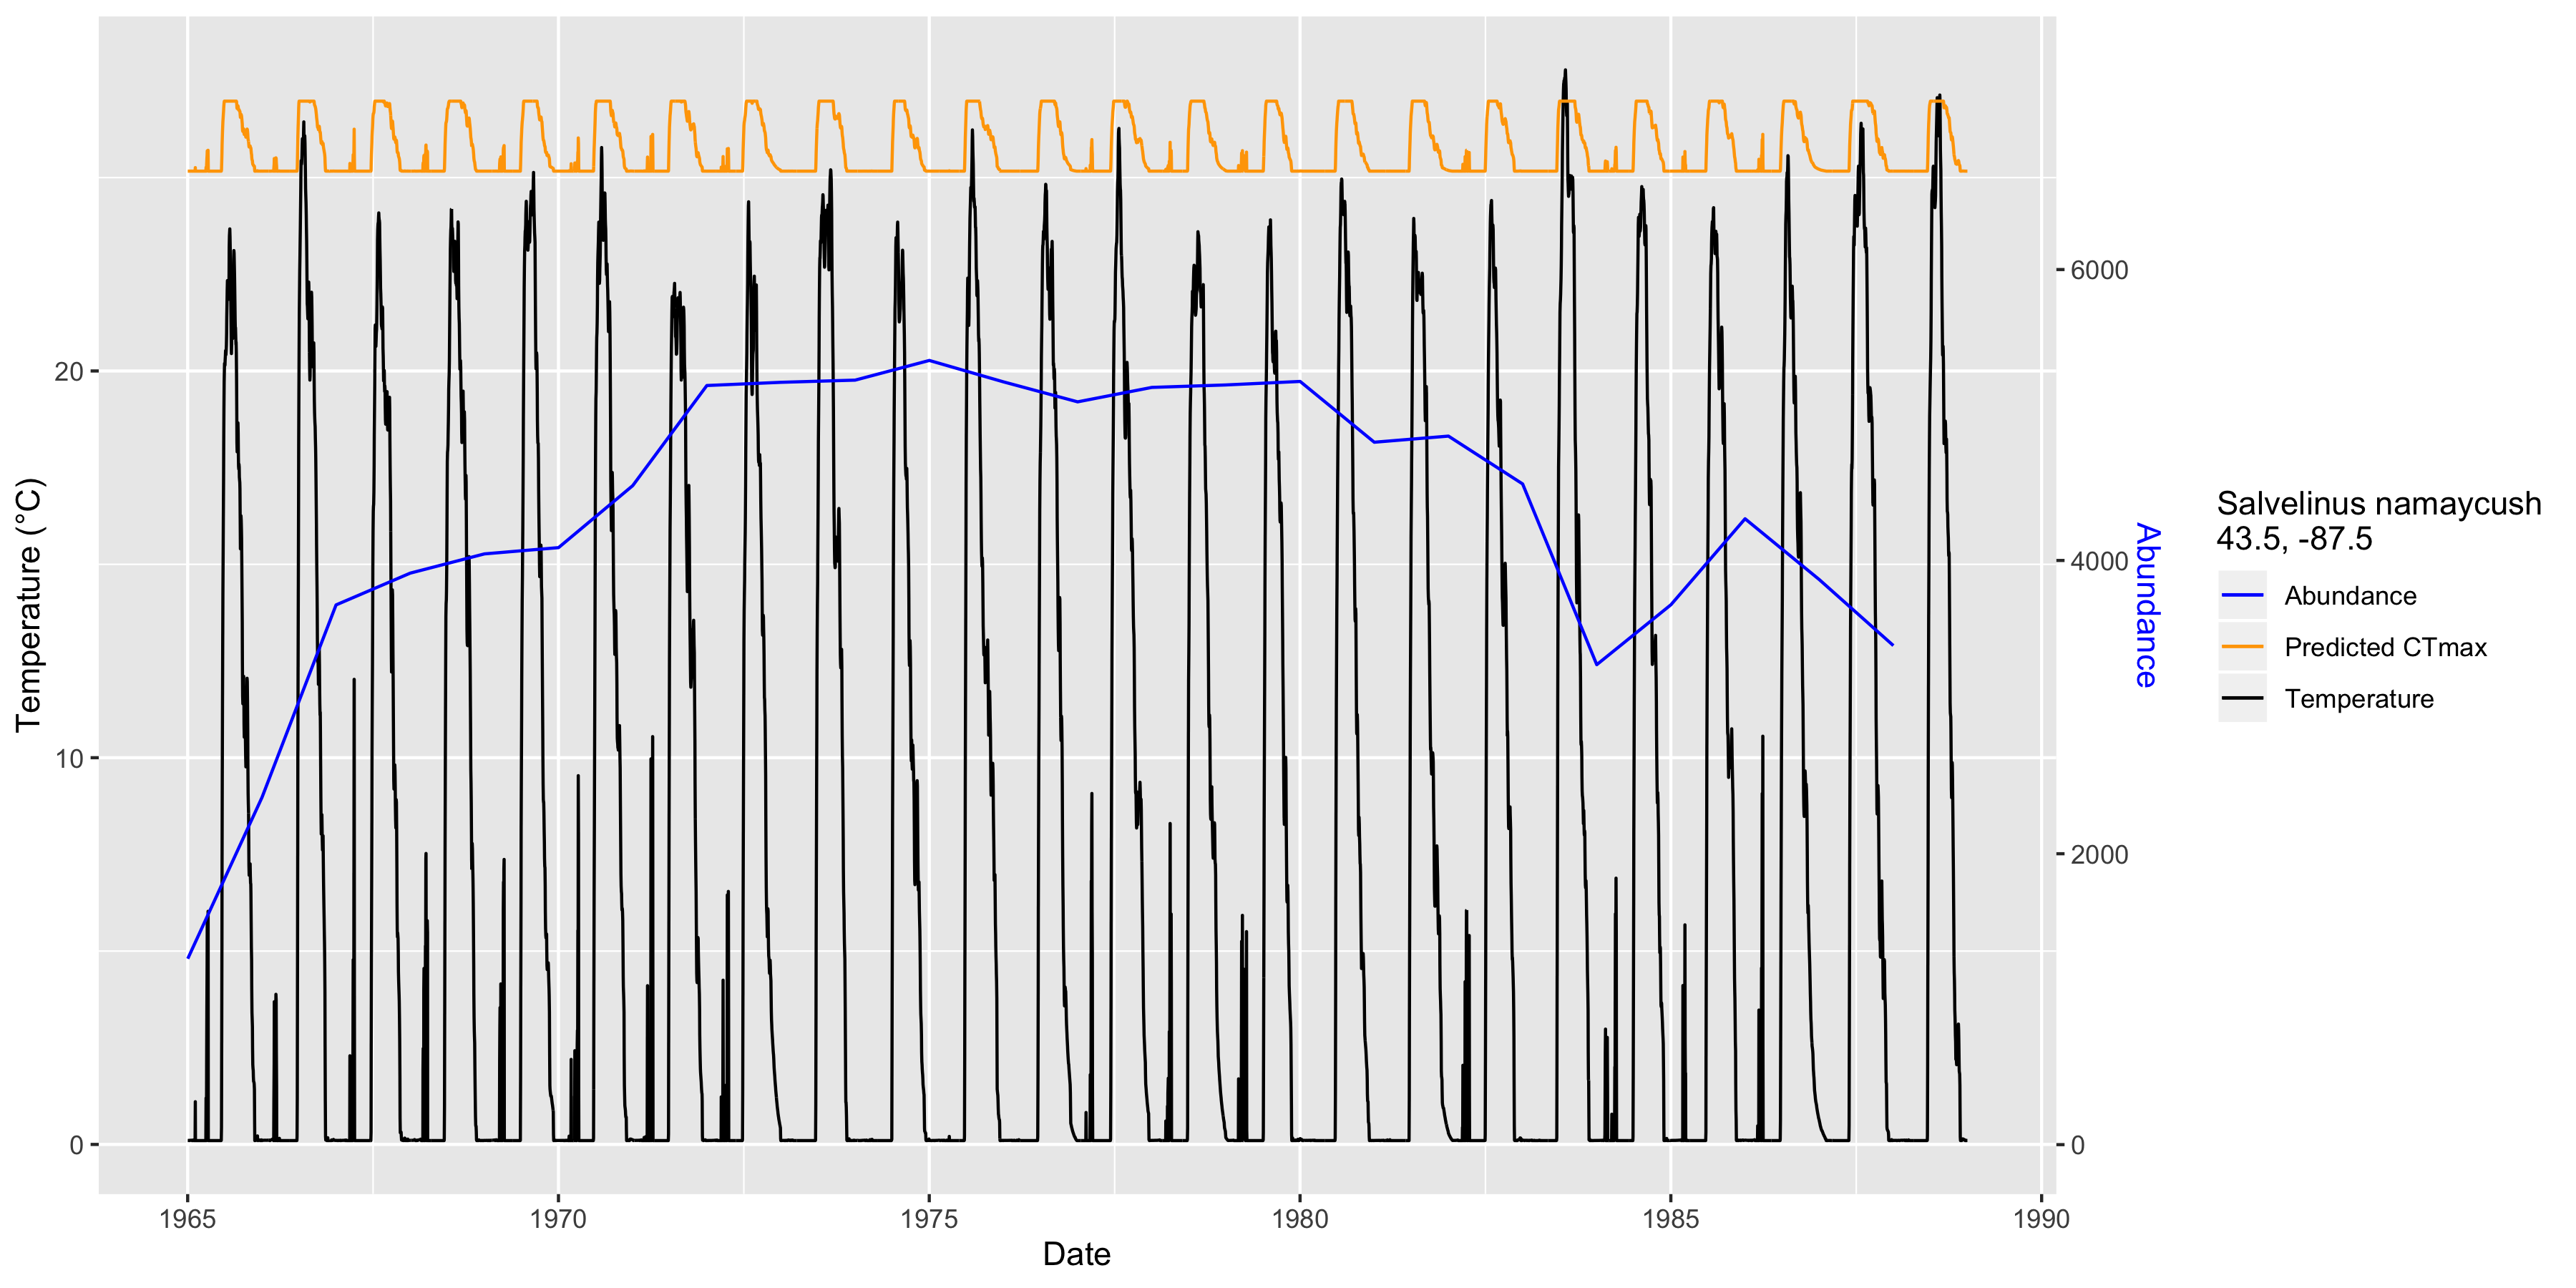 Temperature (°C)
20
10
0
1965
1970
1975
1980
1985
1990
Date
6000
4000
2000
0
Abundance
Salvelinus namaycush
43.5, -87.5
Abundance
Predicted CTmax
Temperature